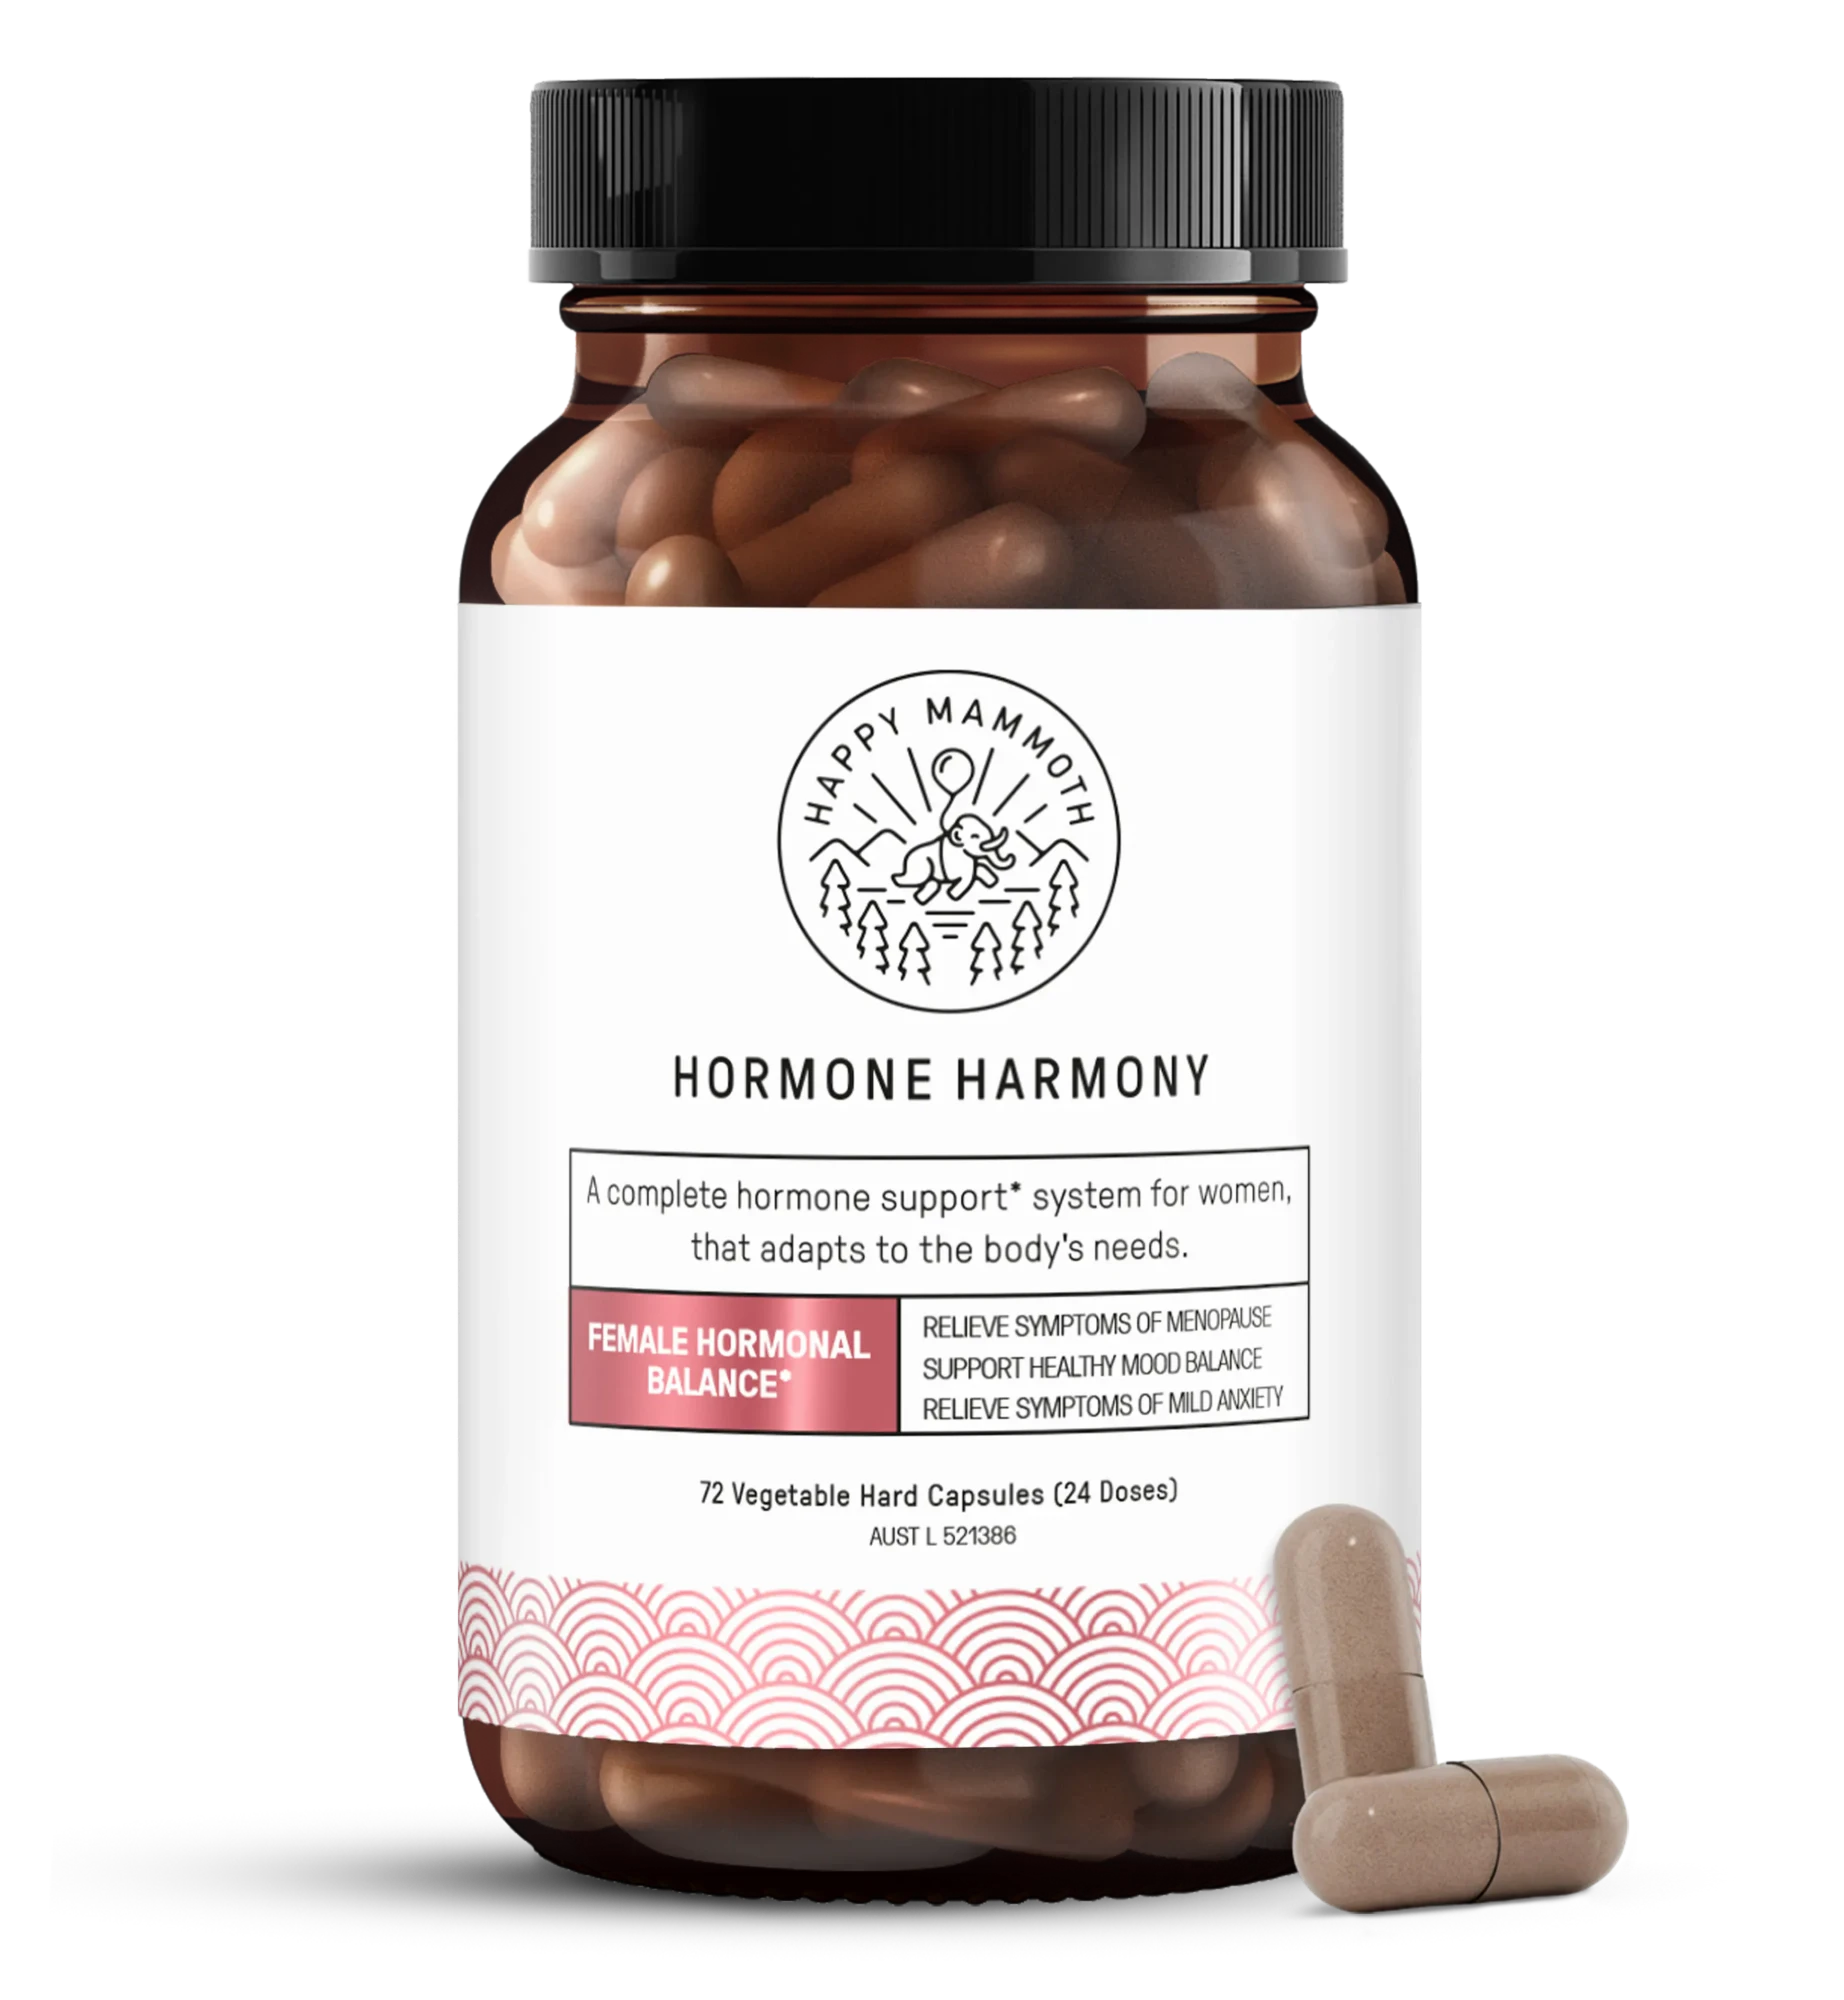 HAPPY MAMMOTH
HORMONE HARMONY
A complete hormone support* system for women,
that adapts to the body's needs.
FEMALE HORMONAL
BALANCE*
RELIEVE SYMPTOMS OF MENOPAUSE
SUPPORT HEALTHY MOOD BALANCE
RELIEVE SYMPTOMS OF MILD ANXIETY
72 Vegetable Hard Capsules (24 Doses)
AUST L 521386